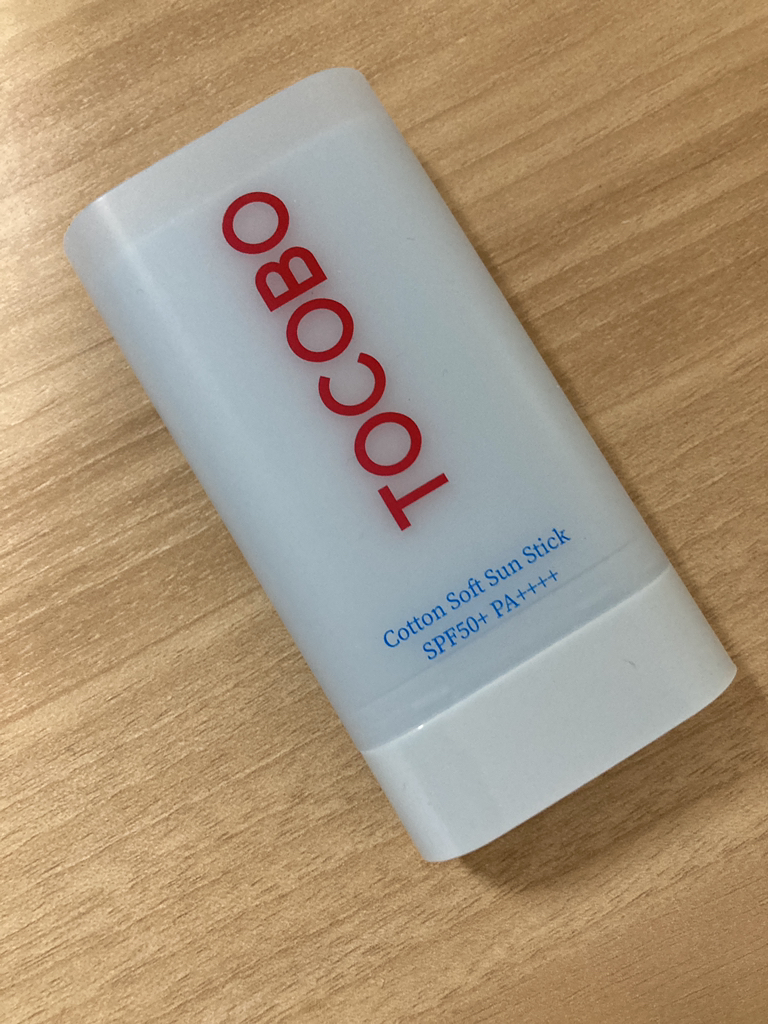 TOCOBO
Cotton Soft Sun Stick
SPF50+ PA++++